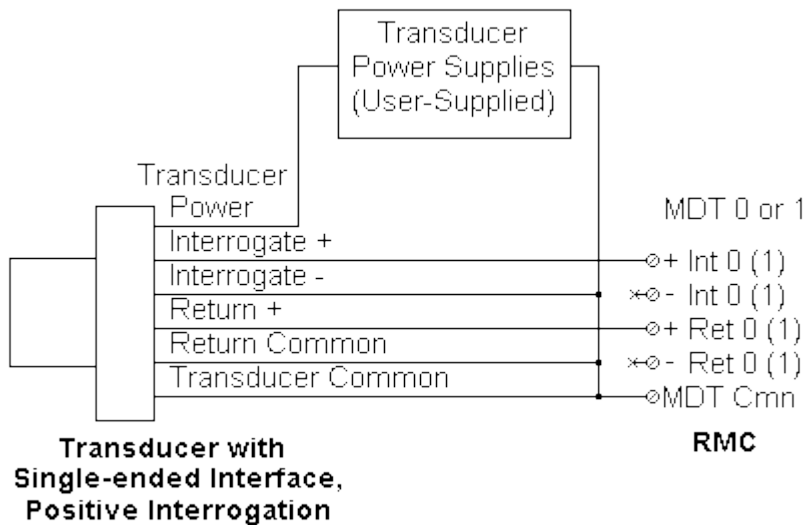 Transducer
Power Supplies
(User-Supplied)
Transducer
Power
MDT 0 or 1
Interrogate +
+ Int 0 (1)
Interrogate -
- Int 0 (1)
Return +
+ Ret 0 (1)
Return Common
- Ret 0 (1)
Transducer Common
MDT Cmn
RMC
Transducer with
Single-ended Interface,
Positive Interrogation